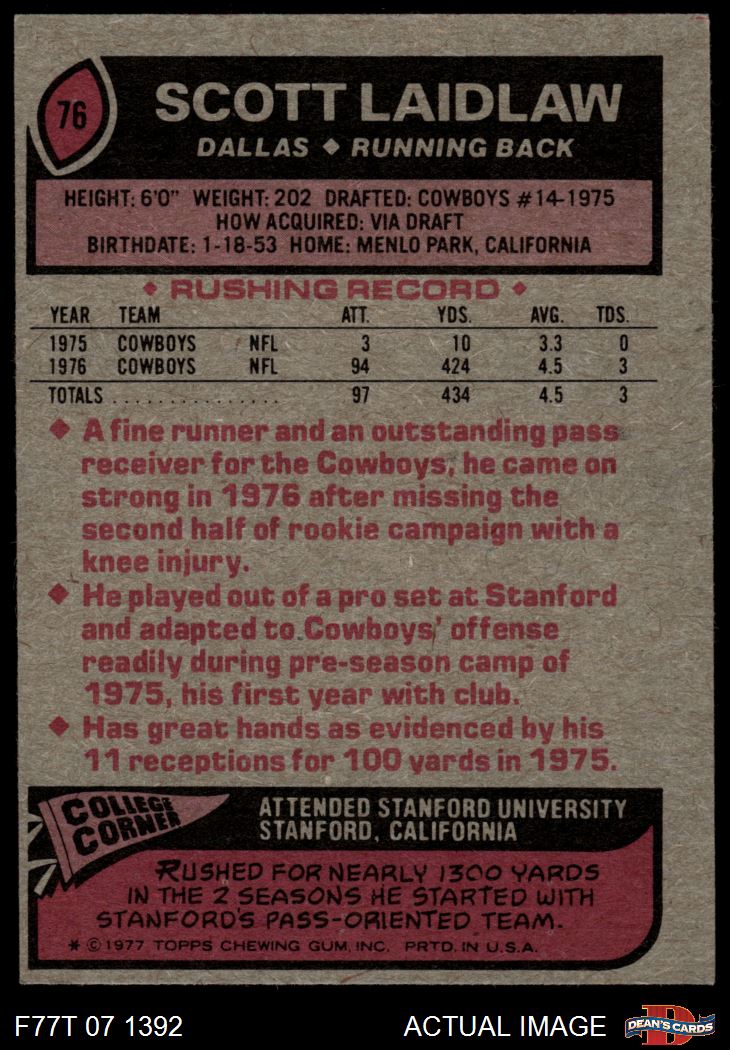 76
SCOTT LAIDLAW
DALLAS ◆ RUNNING BACK
HEIGHT: 6'0" WEIGHT: 202 DRAFTED: COWBOYS #14-1975
HOW ACQUIRED: VIA DRAFT
BIRTHDATE: 1-18-53 HOME: MENLO PARK, CALIFORNIA
◆ RUSHING RECORD ◆
YEAR TEAM ATT. YDS. AVG. TDS.
1975 COWBOYS NFL 3 10 3.3 0
1976 COWBOYS NFL 94 424 4.5 3
TOTALS ............... 97 434 4.5 3
◆ A fine runner and an outstanding pass
receiver for the Cowboys, he came on
strong in 1976 after missing the
second half of rookie campaign with a
knee injury.
◆ He played out of a pro set at Stanford
and adapted to Cowboys' offense
readily during pre-season camp of
1975, his first year with club.
◆ Has great hands as evidenced by his
11 receptions for 100 yards in 1975.
COLLEGE
CORNER
ATTENDED STANFORD UNIVERSITY
STANFORD, CALIFORNIA
RUSHED FOR NEARLY 1300 YARDS
IN THE 2 SEASONS HE STARTED WITH
STANFORD'S PASS-ORIENTED TEAM.
* © 1977 TOPPS CHEWING GUM, INC. PRTD. IN U.S.A.
F77T 07 1392 ACTUAL IMAGE
D
DEAN'S CARDS